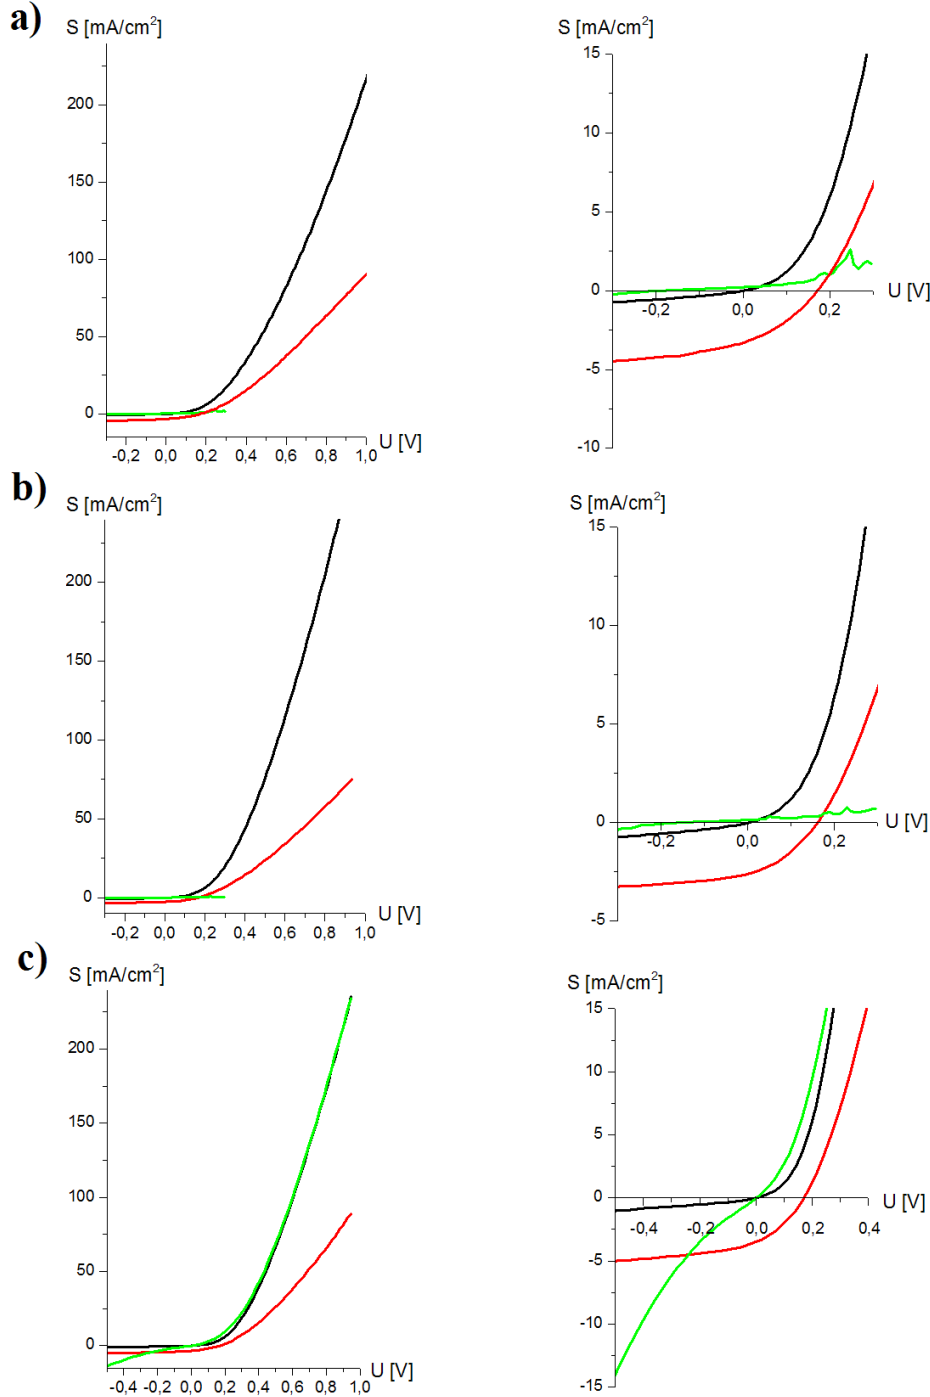 a)
S [mA/cm²]
200
150
100
50
0
-0,2 0,0 0,2 0,4 0,6 0,8 1,0
U [V]
S [mA/cm²]
15
10
5
0
-5
-10
-0,2 0,0 0,2
U [V]
b)
S [mA/cm²]
200
150
100
50
0
-0,2 0,0 0,2 0,4 0,6 0,8 1,0
U [V]
S [mA/cm²]
15
10
5
0
-5
-0,2 0,0 0,2
U [V]
c)
S [mA/cm²]
200
150
100
50
0
-0,4 -0,2 0,0 0,2 0,4 0,6 0,8 1,0
U [V]
S [mA/cm²]
15
10
5
0
-5
-10
-15
-0,4 -0,2 0,0 0,2 0,4
U [V]